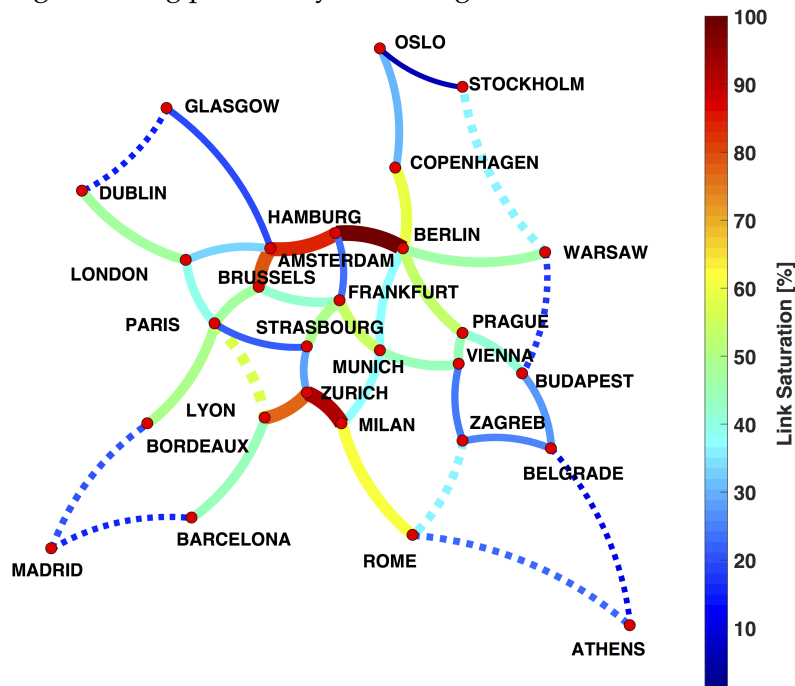 OSLO
100
STOCKHOLM
90
GLASGOW
COPENHAGEN
80
DUBLIN
HAMBURG
BERLIN
70
WARSAW
AMSTERDAM
LONDON
BRUSSELS
60
FRANKFURT
PARIS
STRASBOURG
PRAGUE
50
VIENNA
MUNICH
BUDAPEST
ZURICH
LYON
40
MILAN
ZAGREB
BORDEAUX
BELGRADE
30
BARCELONA
ROME
20
MADRID
10
ATHENS
Link Saturation [%]